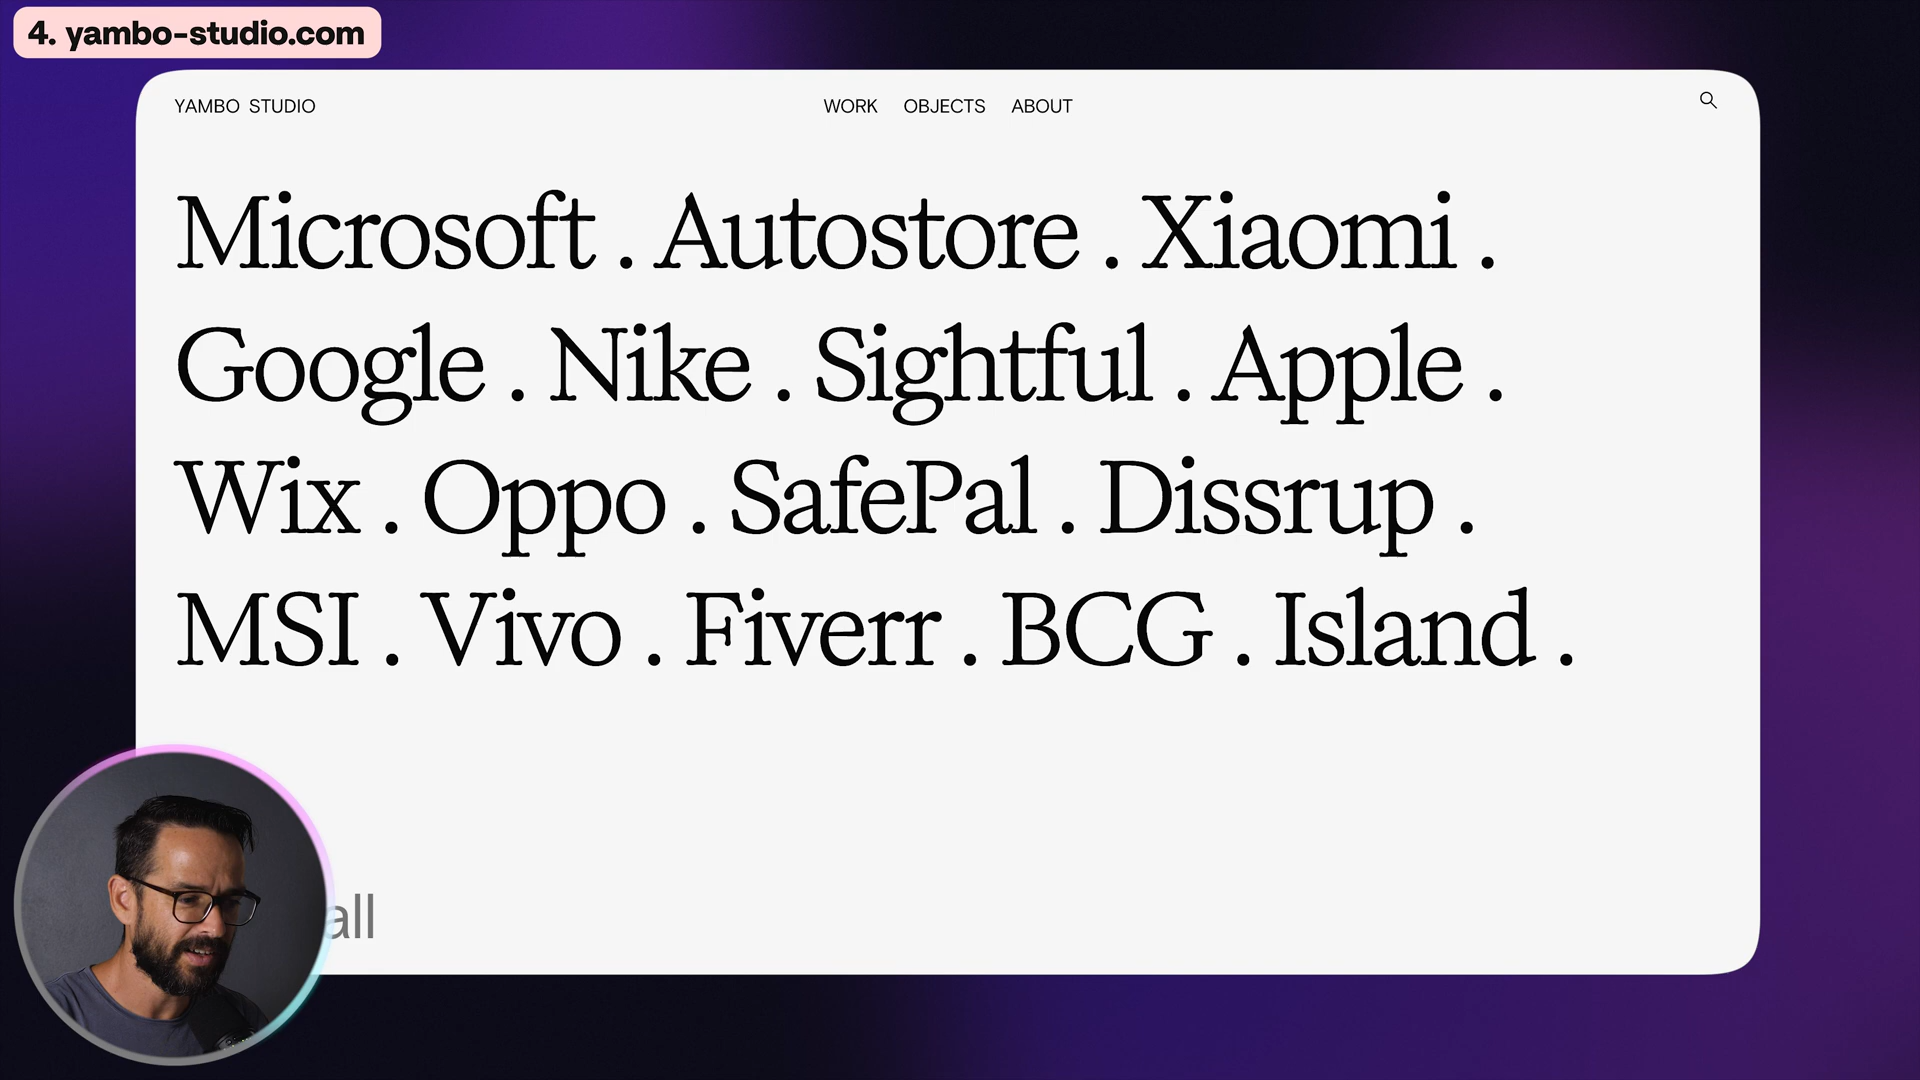 4. yambo-studio.com
YAMBO STUDIO
WORK OBJECTS ABOUT
Microsoft . Autostore . Xiaomi .
Google . Nike . Sightful . Apple .
Wix . Oppo . SafePal . Dissrup .
MSI . Vivo . Fiverr . BCG . Island .
all